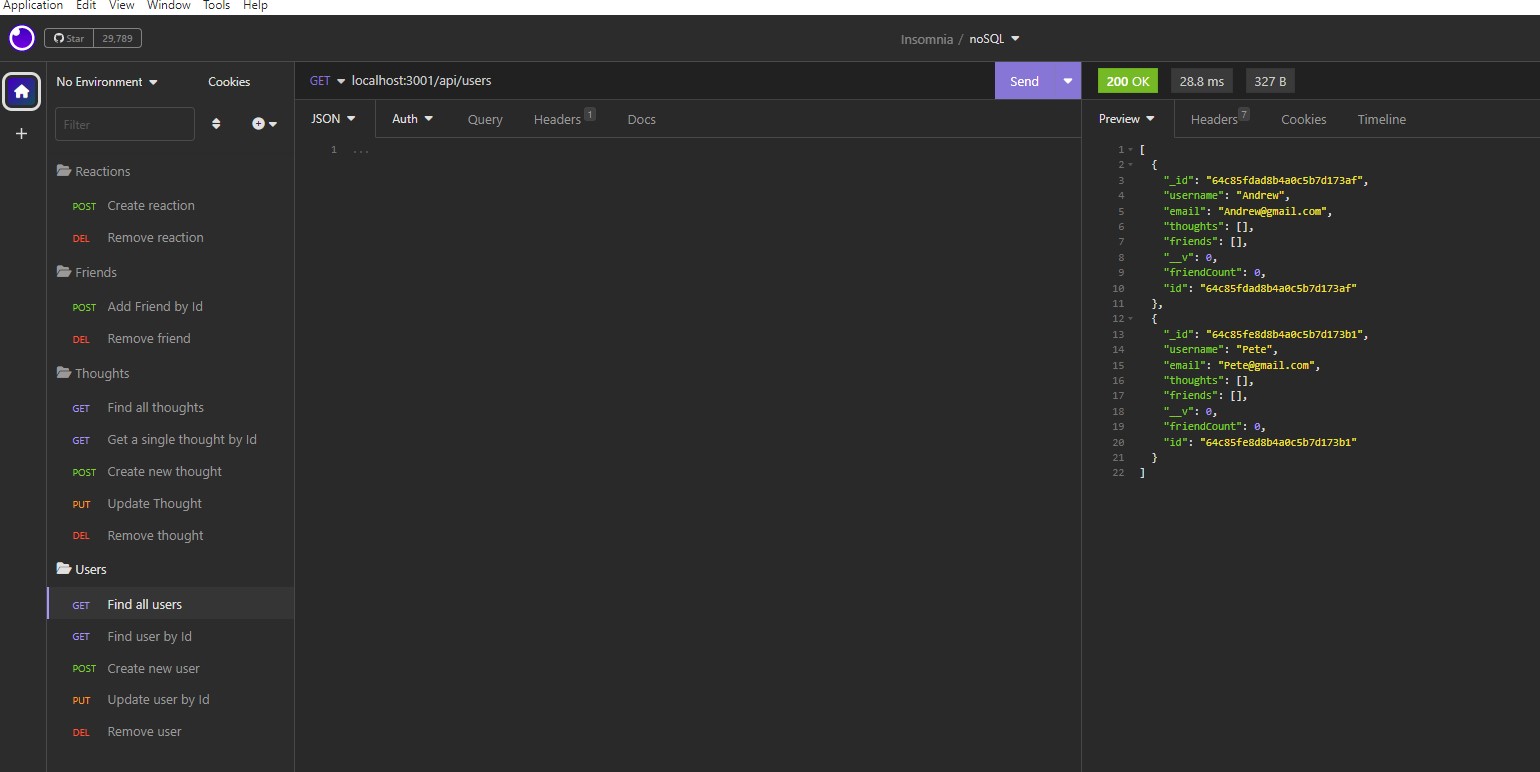 Application Edit View Window Tools Help
Star 29,789
Insomnia / noSQL
No Environment Cookies
Filter
Reactions
POST Create reaction
DEL Remove reaction
Friends
POST Add Friend by Id
DEL Remove friend
Thoughts
GET Find all thoughts
GET Get a single thought by Id
POST Create new thought
PUT Update Thought
DEL Remove thought
Users
GET Find all users
GET Find user by Id
POST Create new user
PUT Update user by Id
DEL Remove user
GET localhost:3001/api/users Send
JSON Auth Query Headers 1 Docs
1 ...
200 OK 28.8 ms 327 B
Preview Headers 7 Cookies Timeline
1 [
2 {
3 "_id": "64c85fdad8b4a0c5b7d173af",
4 "username": "Andrew",
5 "email": "Andrew@gmail.com",
6 "thoughts": [],
7 "friends": [],
8 "__v": 0,
9 "friendCount": 0,
10 "id": "64c85fdad8b4a0c5b7d173af"
11 },
12 {
13 "_id": "64c85fe8d8b4a0c5b7d173b1",
14 "username": "Pete",
15 "email": "Pete@gmail.com",
16 "thoughts": [],
17 "friends": [],
18 "__v": 0,
19 "friendCount": 0,
20 "id": "64c85fe8d8b4a0c5b7d173b1"
21 }
22 ]